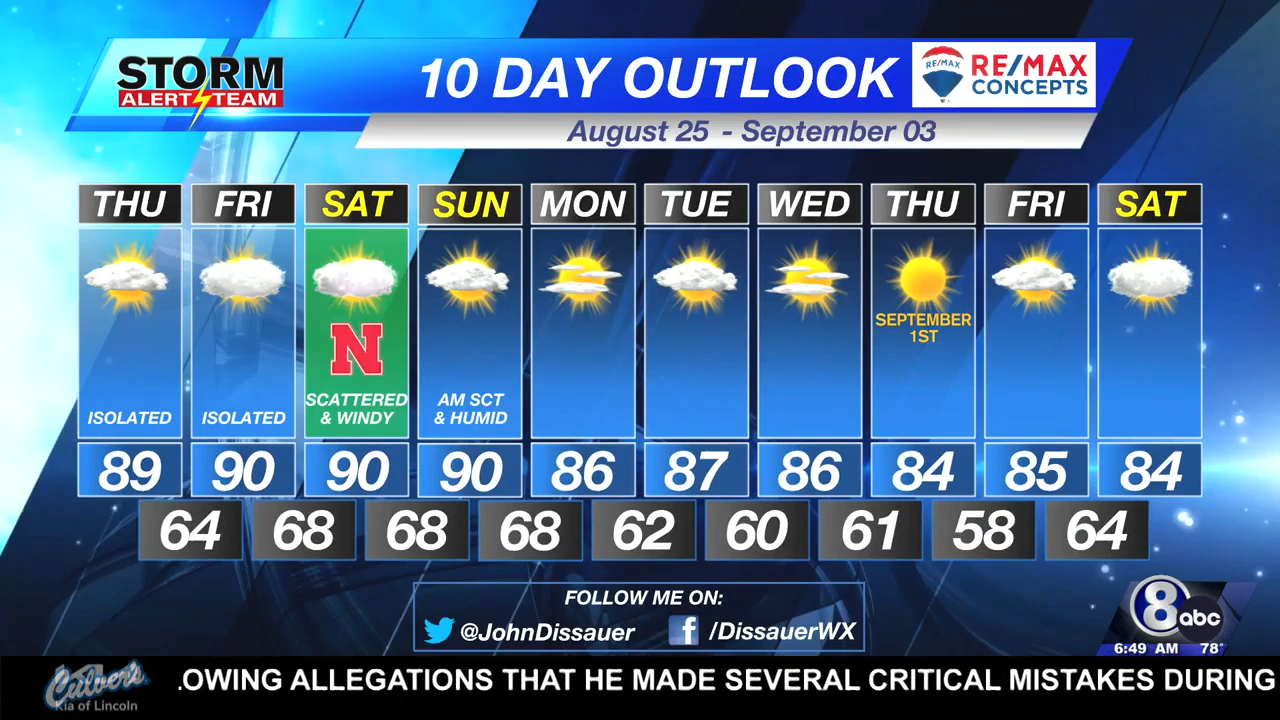 STORM
ALERT TEAM
10 DAY OUTLOOK
RE/MAX
RE/MAX
CONCEPTS
August 25 - September 03
THU FRI SAT SUN MON TUE WED THU FRI SAT
SEPTEMBER
1ST
N
ISOLATED
ISOLATED
SCATTERED
& WINDY
AM SCT
& HUMID
89 90 90 90 86 87 86 84 85 84
64 68 68 68 62 60 61 58 64
FOLLOW ME ON:
@JohnDissauer f /DissauerWX
8 abc
6:49 AM 78°
Culver's
Kia of Lincoln
.OWING ALLEGATIONS THAT HE MADE SEVERAL CRITICAL MISTAKES DURING